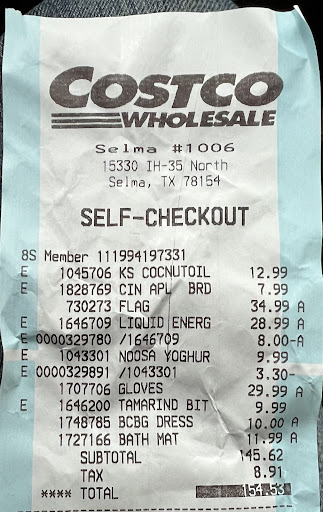 COSTCO
WHOLESALE
Selma #1006
15330 IH-35 North
Selma, TX 78154
SELF-CHECKOUT
8S Member 111994197331
E 1045706 KS COCNUTOIL 12.99
E 1828769 CIN APL BRD 7.99
730273 FLAG 34.99 A
E 1646709 LIQUID ENERG 28.99 A
E 0000329780 /1646709 8.00-A
E 1043301 NOOSA YOGHUR 9.99
E 0000329891 /1043301 3.30-
1707706 GLOVES 29.99 A
E 1646200 TAMARIND BIT 9.99
1748785 BCBG DRESS 10.00 A
1727166 BATH MAT 11.99 A
SUBTOTAL 145.62
TAX 8.91
**** TOTAL 154.53